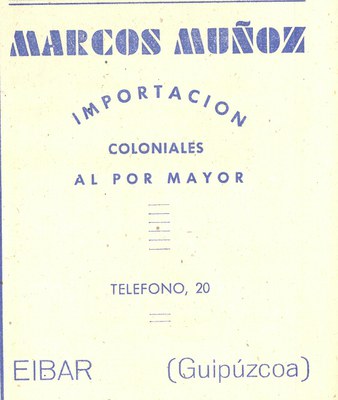 MARCOS MUÑOZ
IMPORTACION
COLONIALES
AL POR MAYOR
TELEFONO, 20
EIBAR (Guipúzcoa)